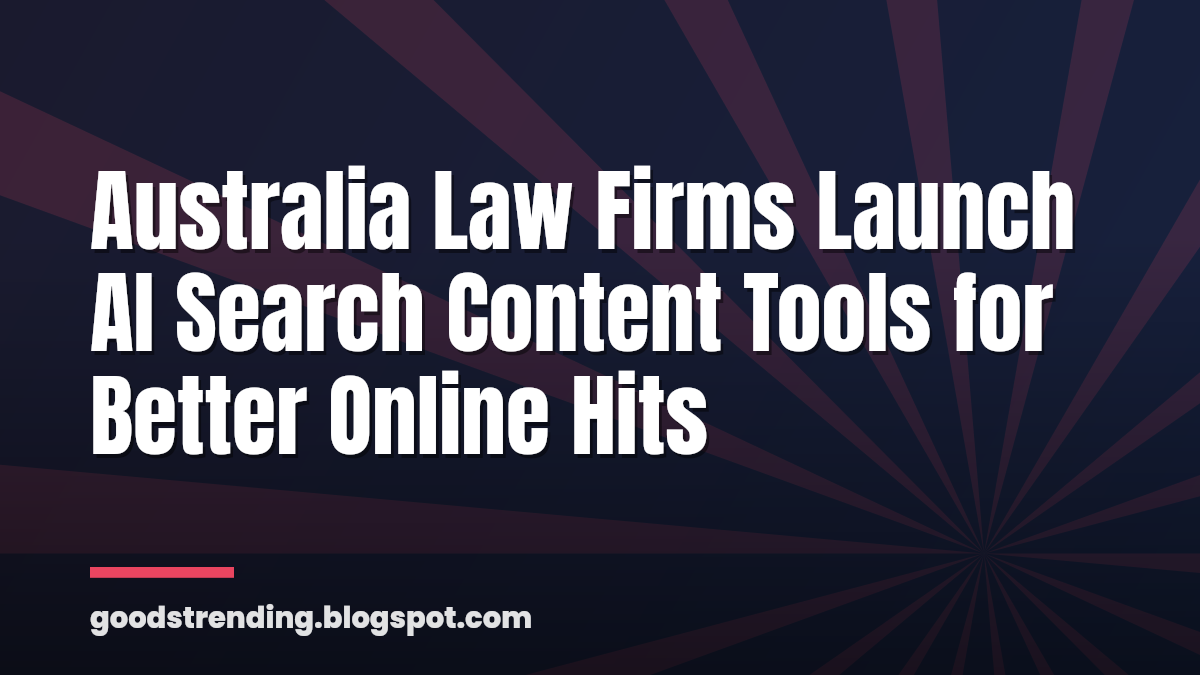 Australia Law Firms Launch
AI Search Content Tools for
Better Online Hits
goodstrending.blogspot.com